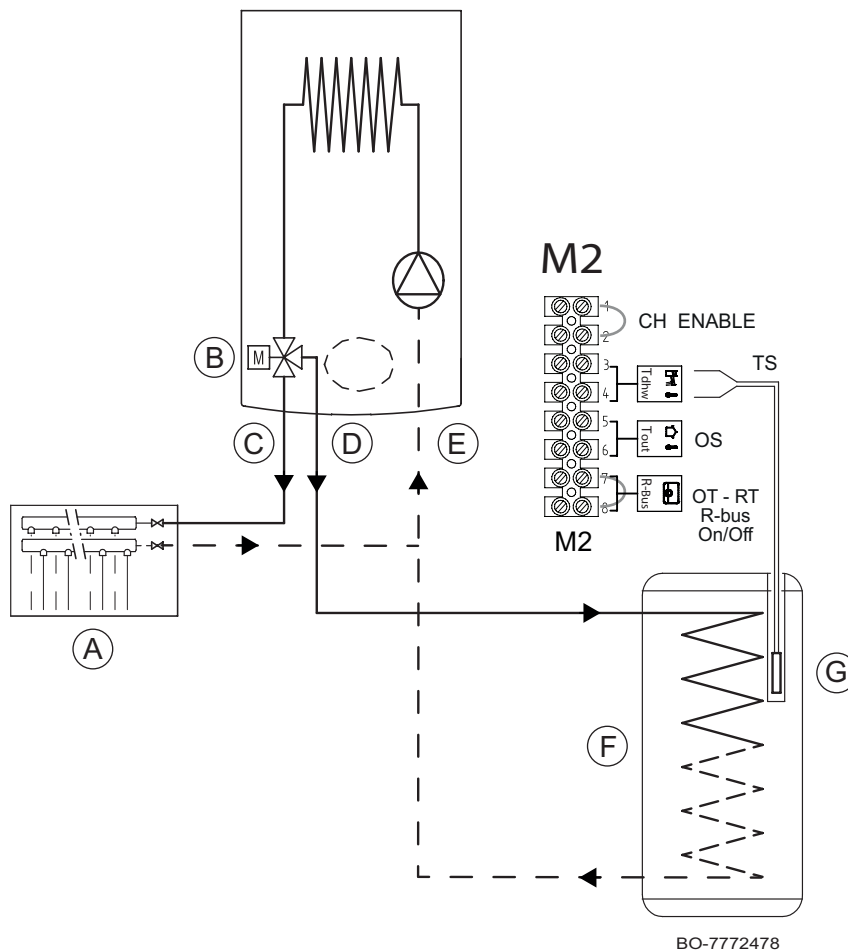 M2
1
CH ENABLE
2
B
M
3
Tdhw
TS
4
C
D
E
5
Tout
OS
6
7
R-Bus
OT - RT
R-bus
On/Off
8
M2
A
G
F
BO-7772478